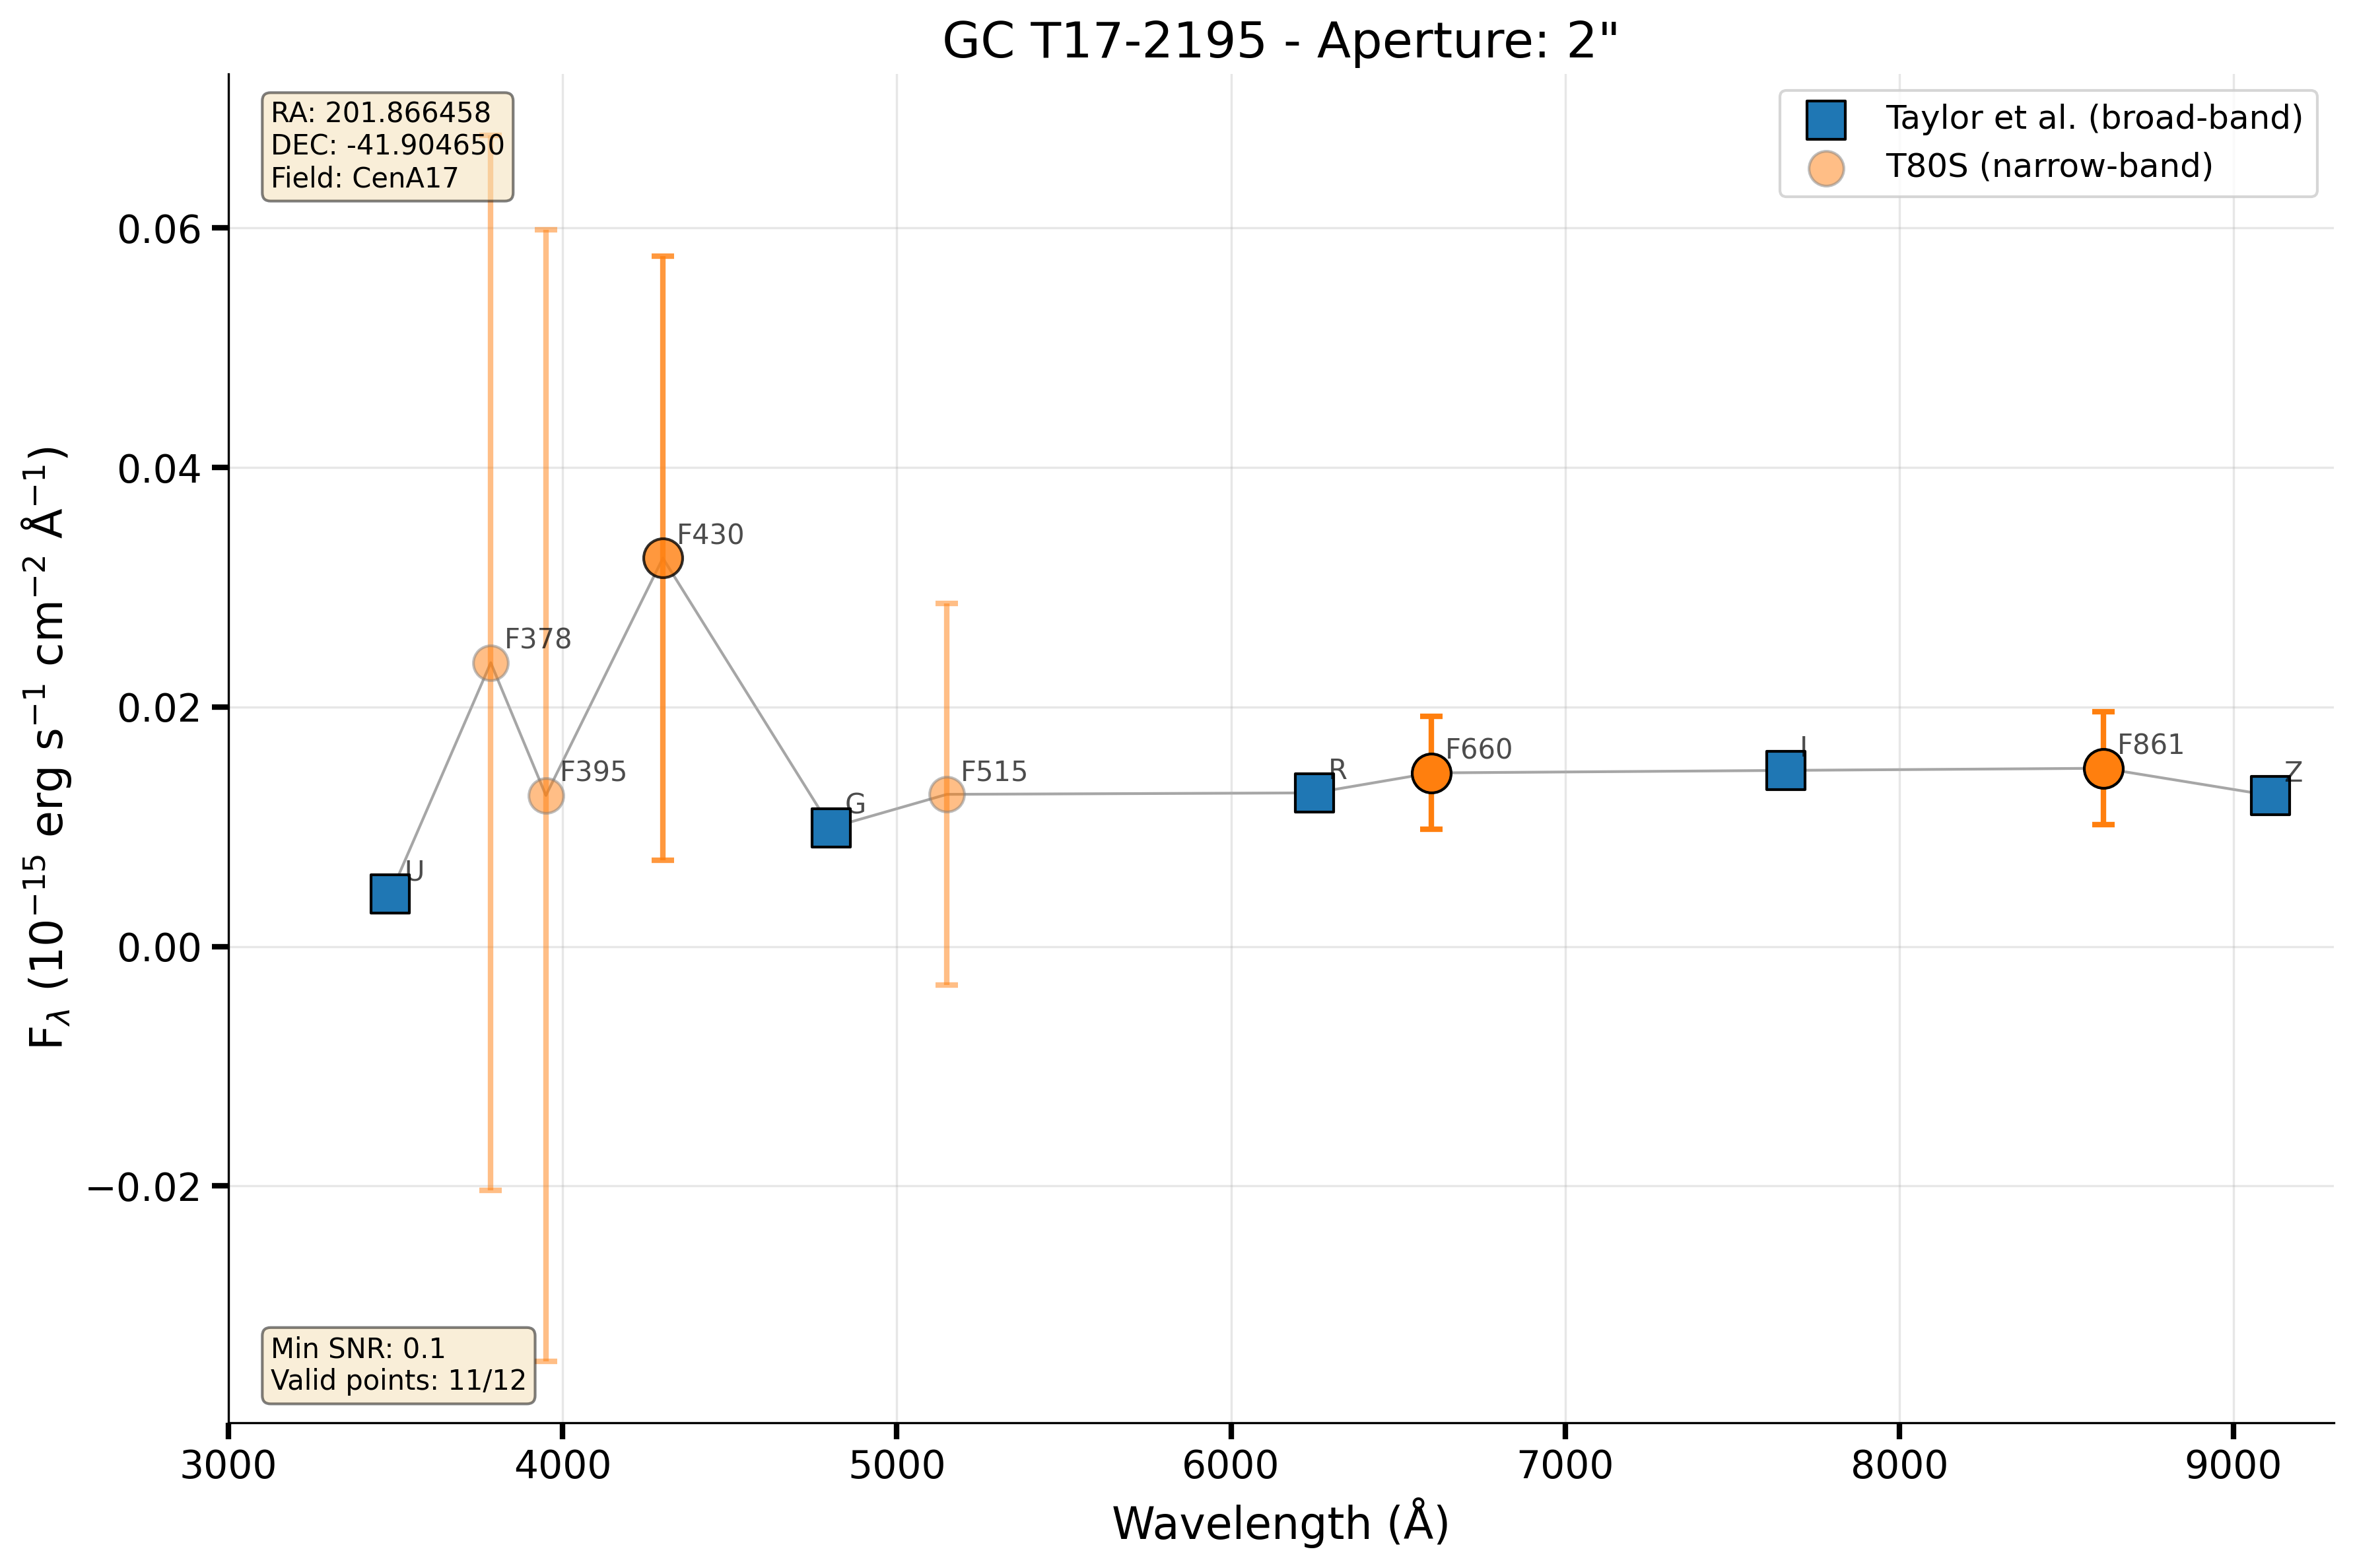 GC T17-2195 - Aperture: 2"
RA: 201.866458
DEC: -41.904650
Field: CenA17
Taylor et al. (broad-band)
T80S (narrow-band)
0.06
0.04
0.02
0.00
−0.02
F_λ (10⁻¹⁵ erg s⁻¹ cm⁻² Å⁻¹)
U
F378
F395
F430
G
F515
R
F660
I
F861
Z
Min SNR: 0.1
Valid points: 11/12
3000 4000 5000 6000 7000 8000 9000
Wavelength (Å)